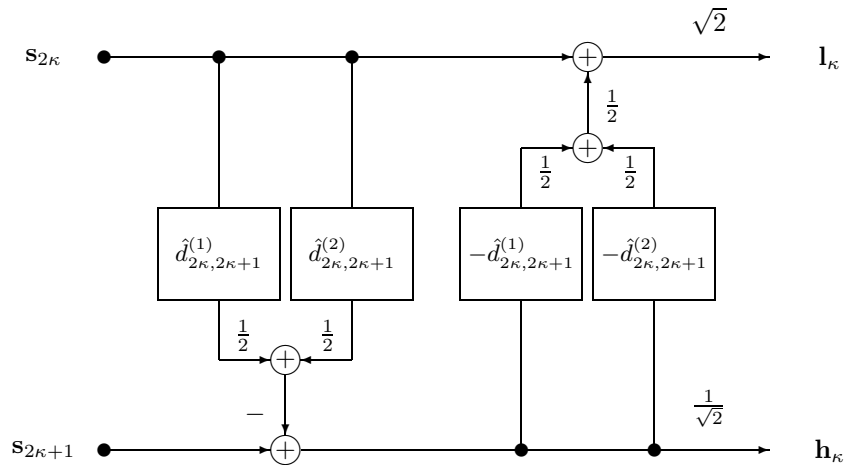 √2
s_{2κ}
+
l_κ
1/2
+
1/2
1/2
d̂^{(1)}_{2κ,2κ+1}
d̂^{(2)}_{2κ,2κ+1}
−d̂^{(1)}_{2κ,2κ+1}
−d̂^{(2)}_{2κ,2κ+1}
1/2
1/2
+
−
1/√2
s_{2κ+1}
+
h_κ